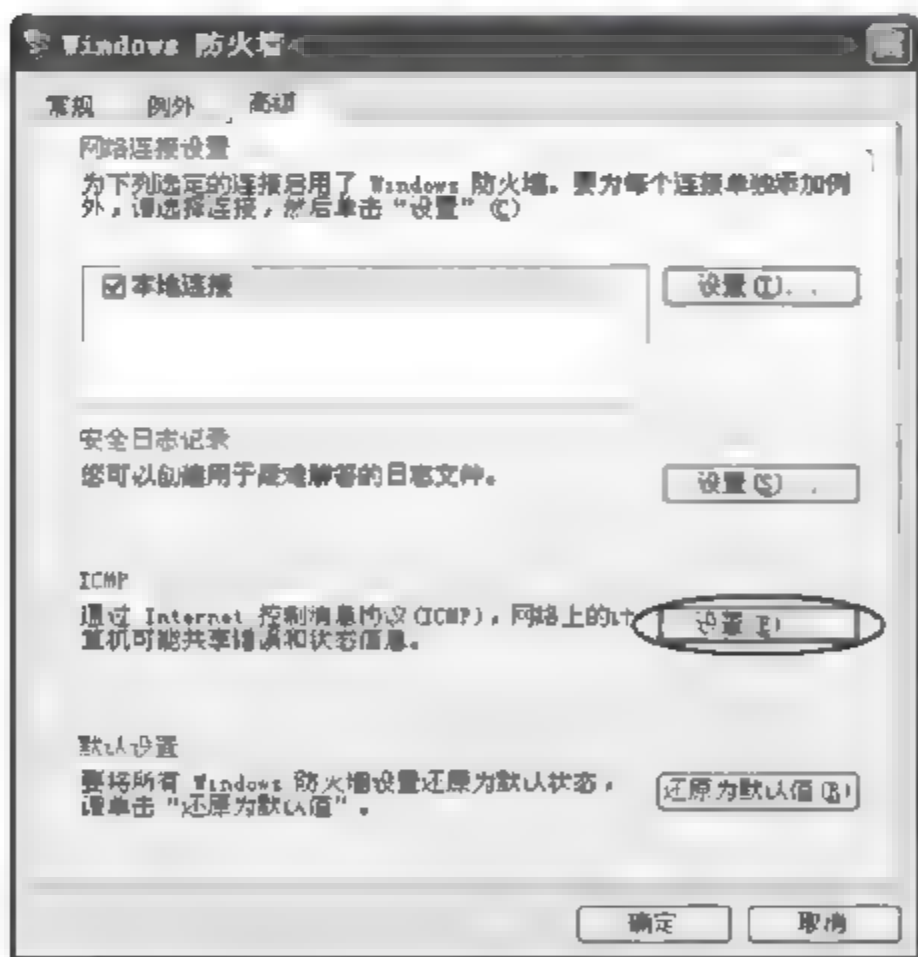 Windows 防火墙
常规 例外 高级
网络连接设置
为下列选定的连接启用了 Windows 防火墙。要为每个连接单独添加例
外，请选择连接，然后单击“设置”(C)
本地连接
设置(T)...
安全日志记录
您可以创建用于疑难解答的日志文件。
设置(S)...
ICMP
通过 Internet 控制消息协议(ICMP)，网络上的计
算机可能共享错误和状态信息。
设置(E)
默认设置
要将所有 Windows 防火墙设置还原为默认状态，
请单击“还原为默认值”。
还原为默认值(R)
确定 取消